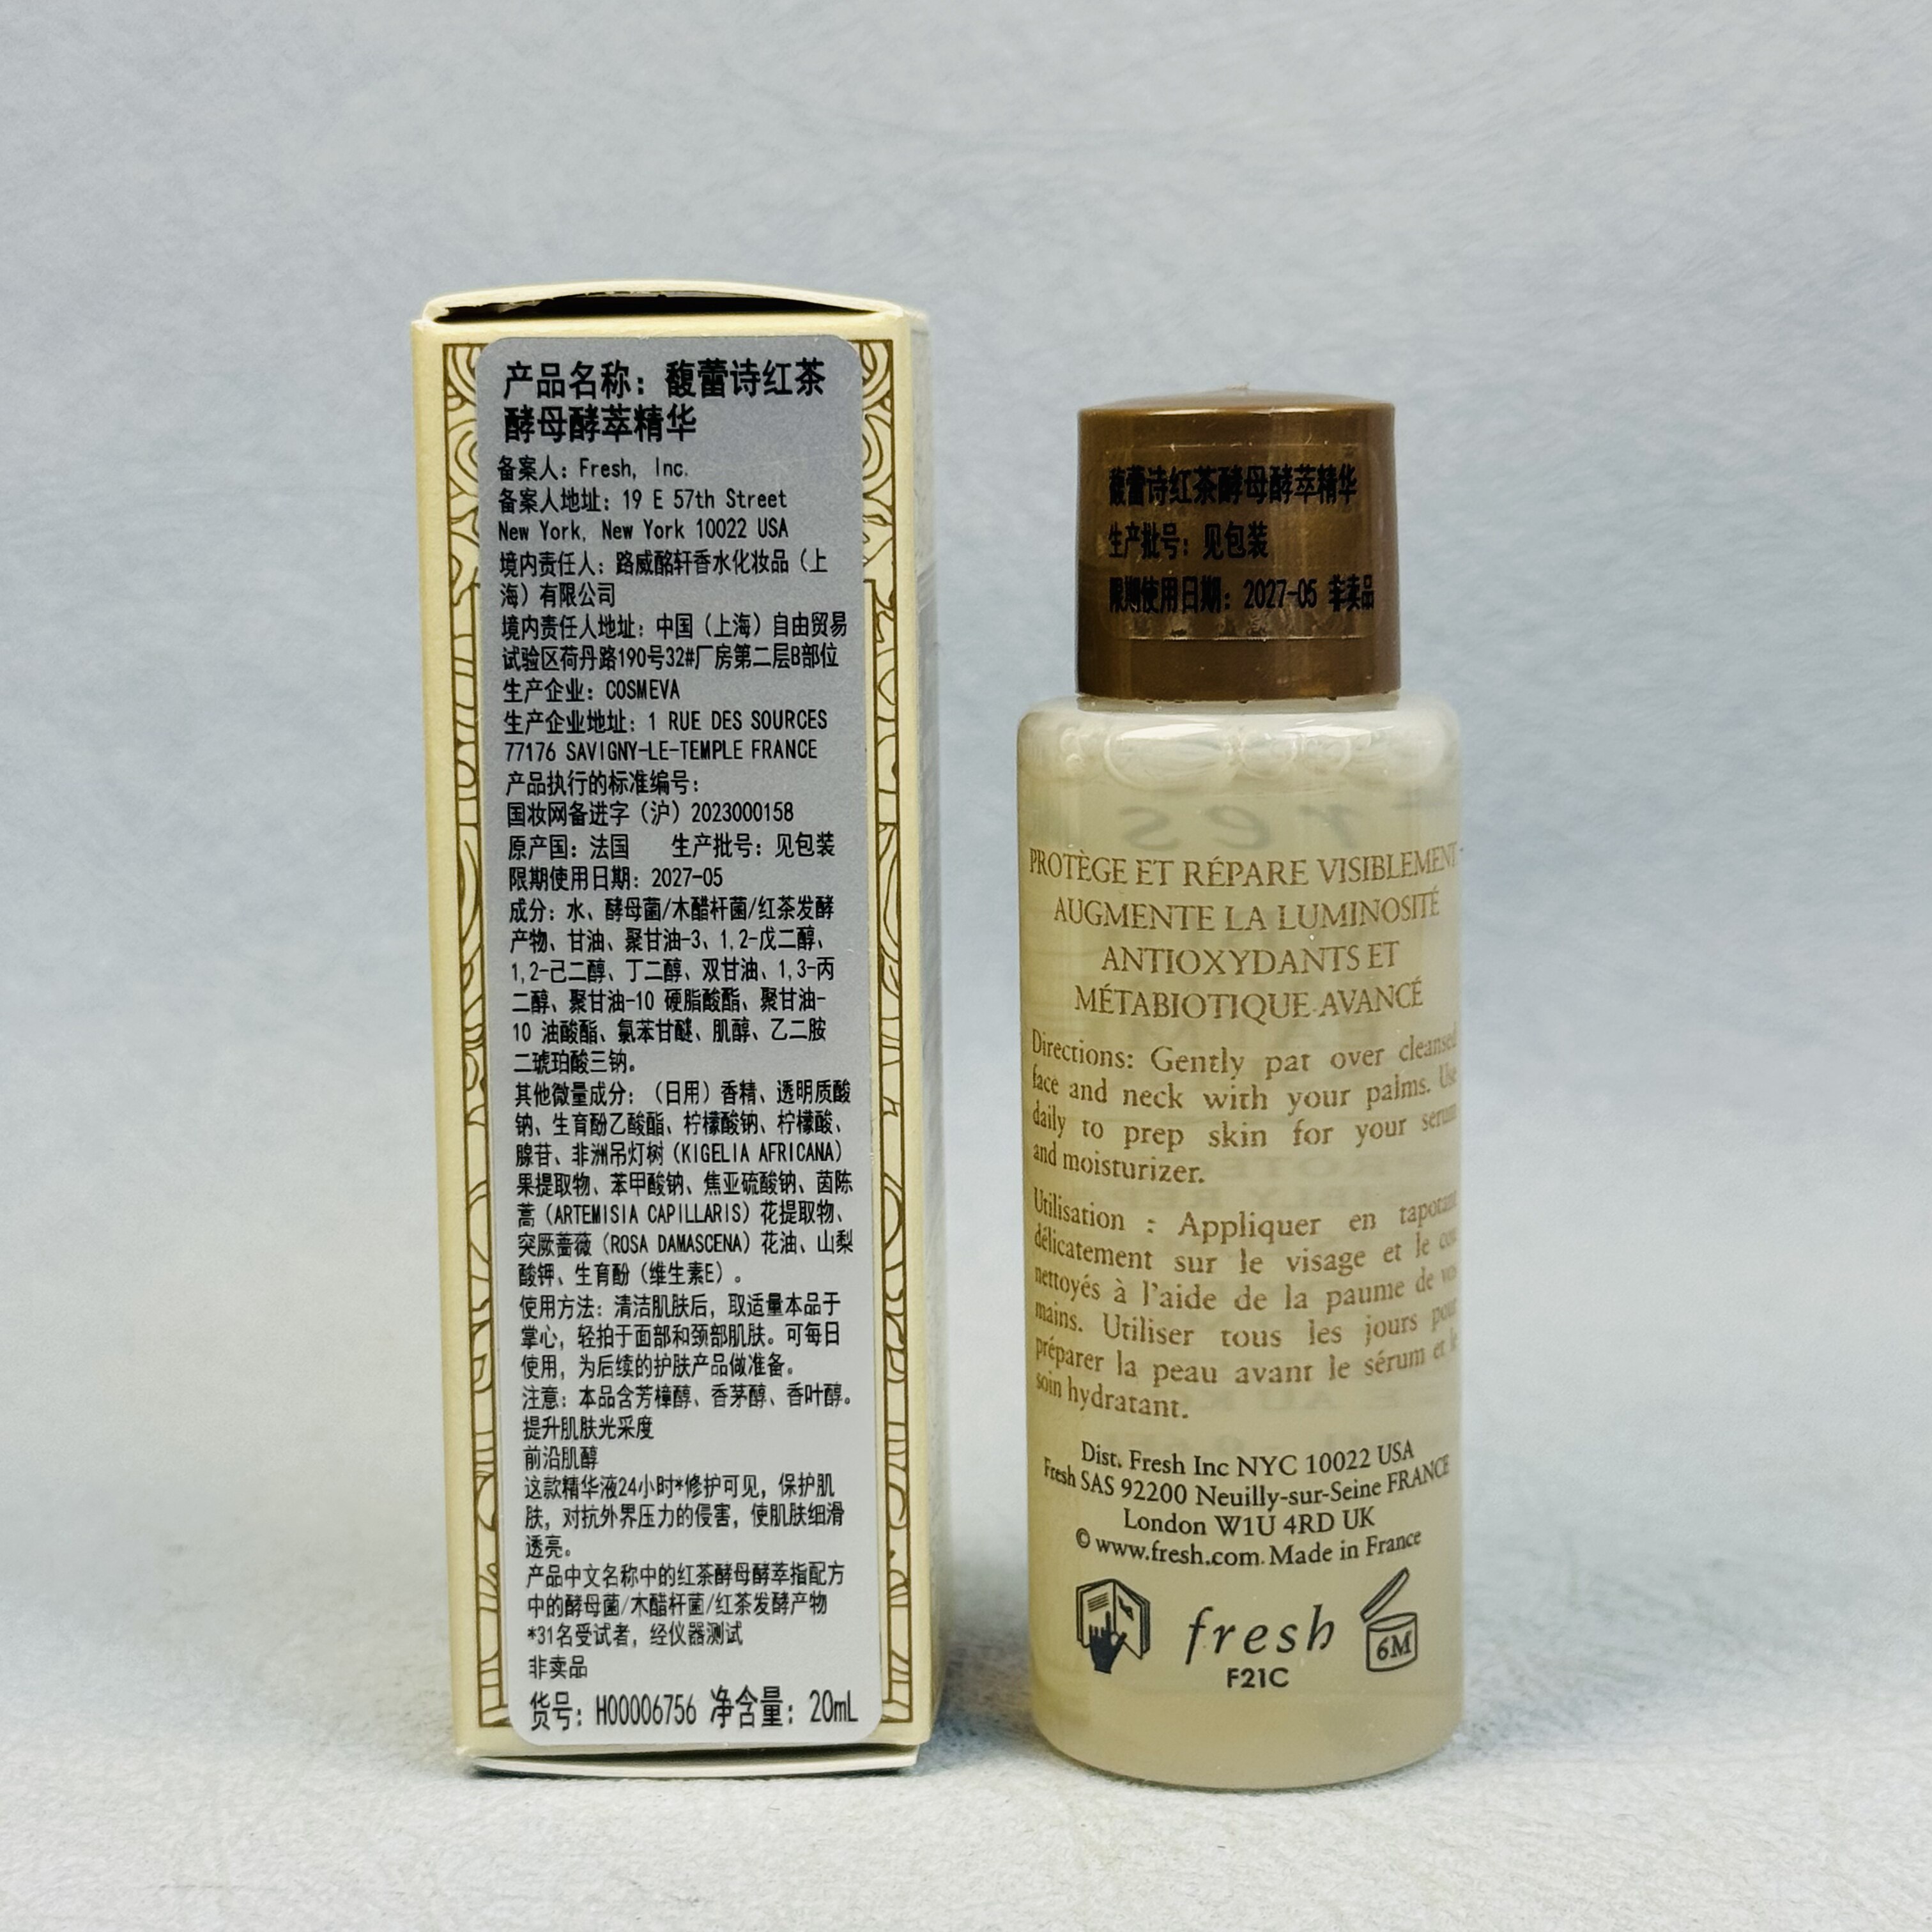 产品名称：馥蕾诗红茶
酵母酵萃精华
备案人：Fresh, Inc.
备案人地址：19 E 57th Street
New York, New York 10022 USA
境内责任人：路威酩轩香水化妆品（上
海）有限公司
境内责任人地址：中国（上海）自由贸易
试验区荷丹路190号32#厂房第二层B部位
生产企业：COSMEVA
生产企业地址：1 RUE DES SOURCES
77176 SAVIGNY-LE-TEMPLE FRANCE
产品执行的标准编号：
国妆网备进字（沪）2023000158
原产国：法国 生产批号：见包装
限期使用日期：2027-05
成分：水、酵母菌/木醋杆菌/红茶发酵
产物、甘油、聚甘油-3、1,2-戊二醇、
1,2-己二醇、丁二醇、双甘油、1,3-丙
二醇、聚甘油-10 硬脂酸酯、聚甘油-
10 油酸酯、氯苯甘醚、肌醇、乙二胺
二琥珀酸三钠。
其他微量成分：（日用）香精、透明质酸
钠、生育酚乙酸酯、柠檬酸钠、柠檬酸、
腺苷、非洲吊灯树（KIGELIA AFRICANA）
果提取物、苯甲酸钠、焦亚硫酸钠、茵陈
蒿（ARTEMISIA CAPILLARIS）花提取物、
突厥蔷薇（ROSA DAMASCENA）花油、山梨
酸钾、生育酚（维生素E）。
使用方法：清洁肌肤后，取适量本品于
掌心，轻拍于面部和颈部肌肤。可每日
使用，为后续的护肤产品做准备。
注意：本品含芳樟醇、香茅醇、香叶醇。
提升肌肤光采度
前沿肌醇
这款精华液24小时*修护可见，保护肌
肤，对抗外界压力的侵害，使肌肤细滑
透亮。
产品中文名称中的红茶酵母酵萃指配方
中的酵母菌/木醋杆菌/红茶发酵产物
*31名受试者，经仪器测试
非卖品
货号：H00006756 净含量：20mL
馥蕾诗红茶酵母酵萃精华
生产批号：见包装
限期使用日期：2027-05 非卖品
PROTÈGE ET RÉPARE VISIBLEMENT
AUGMENTE LA LUMINOSITÉ
ANTIOXYDANTS ET
MÉTABIOTIQUE AVANCÉ
Directions: Gently pat over cleansed
face and neck with your palms. Use
daily to prep skin for your serum
and moisturizer.
Utilisation : Appliquer en tapotant
délicatement sur le visage et le cou
nettoyés à l'aide de la paume de vos
mains. Utiliser tous les jours pour
préparer la peau avant le sérum et le
soin hydratant.
Dist. Fresh Inc NYC 10022 USA
Fresh SAS 92200 Neuilly-sur-Seine FRANCE
London W1U 4RD UK
© www.fresh.com. Made in France
fresh
6M
F21C